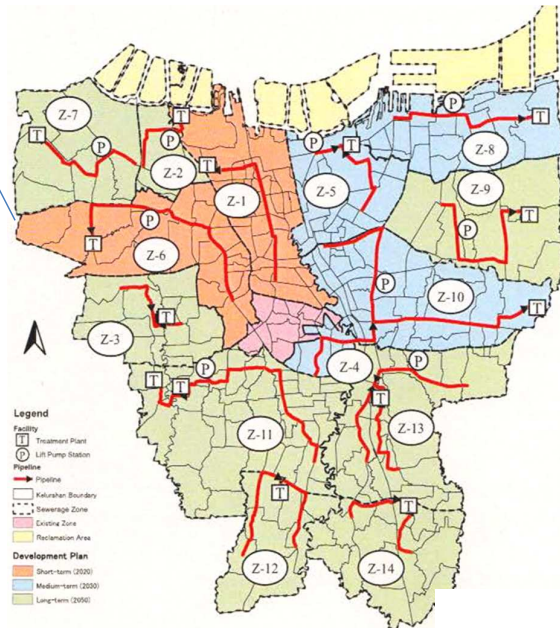 P
T
P
Z-7
T
Z-8
T
P
T
P
Z-2
T
Z-5
Z-9
Z-1
P
Z-6
P
T
P
Z-10
T
Z-3
T
P
Z-4
P
T
T
T
Z-11
Z-13
T
T
Z-12
Z-14
Legend
Facility
T Treatment Plant
P Lift Pump Station
Pipeline
Pipeline
Kelurahan Boundary
Sewerage Zone
Existing Zone
Reclamation Area
Development Plan
Short-term (2020)
Medium-term (2030)
Long-term (2050)